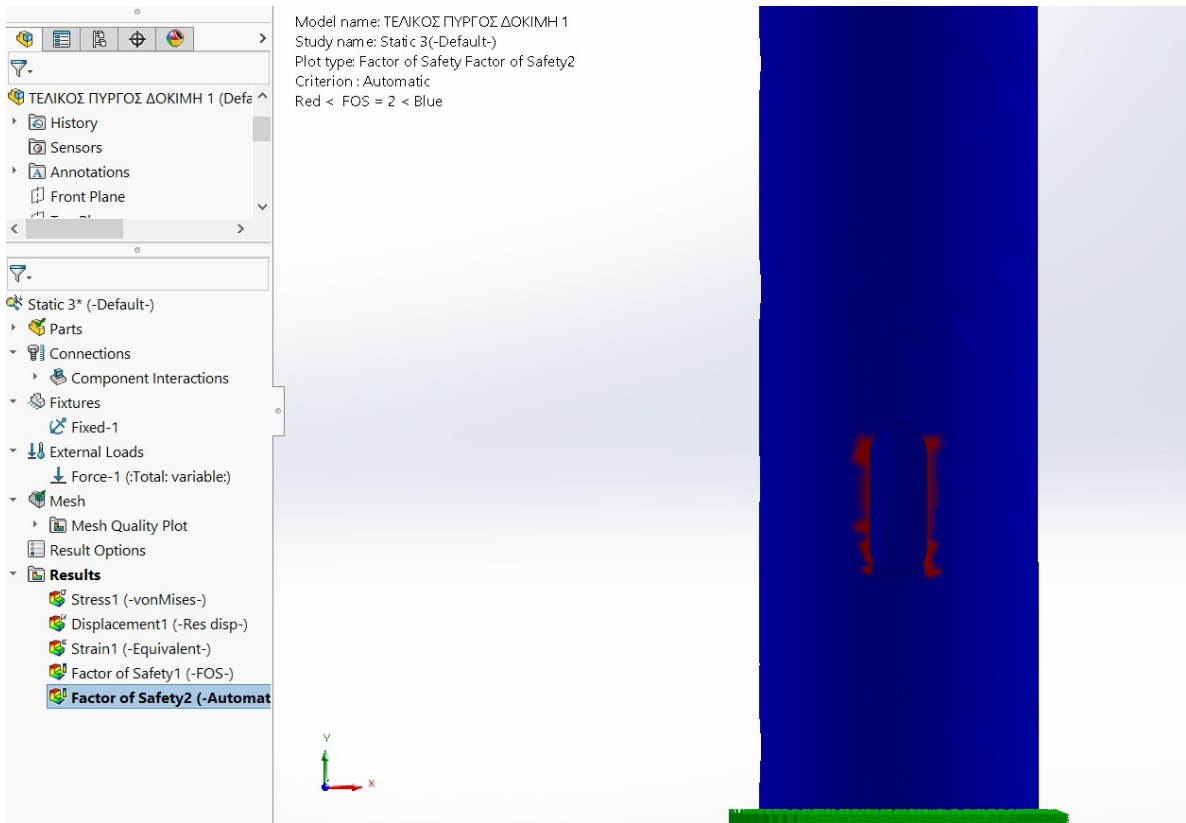 Model name: ΤΕΛΙΚΟΣ ΠΥΡΓΟΣ ΔΟΚΙΜΗ 1
Study name: Static 3(-Default-)
Plot type: Factor of Safety Factor of Safety2
Criterion : Automatic
Red < FOS = 2 < Blue
ΤΕΛΙΚΟΣ ΠΥΡΓΟΣ ΔΟΚΙΜΗ 1 (Defa
History
Sensors
Annotations
Front Plane
Static 3* (-Default-)
Parts
Connections
Component Interactions
Fixtures
Fixed-1
External Loads
Force-1 (:Total: variable:)
Mesh
Mesh Quality Plot
Result Options
Results
Stress1 (-vonMises-)
Displacement1 (-Res disp-)
Strain1 (-Equivalent-)
Factor of Safety1 (-FOS-)
Factor of Safety2 (-Automat
Y
X